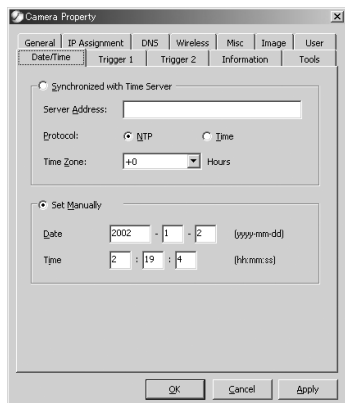 Camera Property
General IP Assignment DNS Wireless Misc Image User
Date/Time Trigger 1 Trigger 2 Information Tools
Synchronized with Time Server
Server Address:
Protocol: NTP Time
Time Zone: +0 Hours
Set Manually
Date 2002 - 1 - 2 (yyyy-mm-dd)
Time 2 : 19 : 4 (hh:mm:ss)
OK Cancel Apply